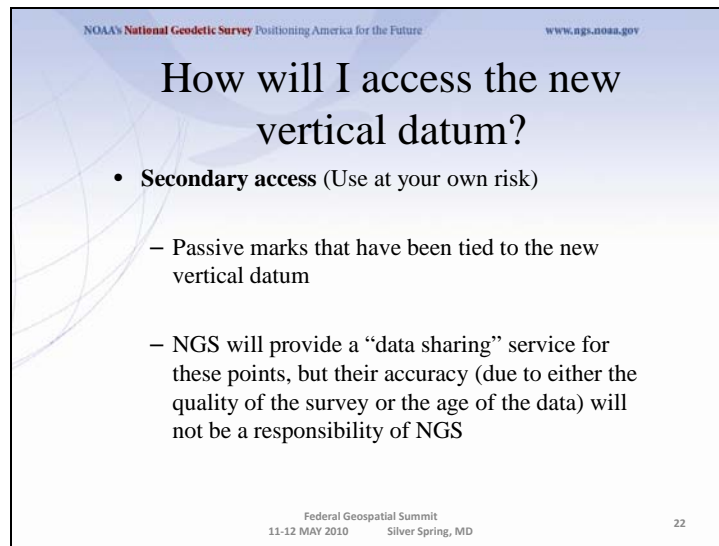 NOAA's National Geodetic Survey Positioning America for the Future www.ngs.noaa.gov
How will I access the new
vertical datum?
• Secondary access (Use at your own risk)
– Passive marks that have been tied to the new
vertical datum
– NGS will provide a “data sharing” service for
these points, but their accuracy (due to either the
quality of the survey or the age of the data) will
not be a responsibility of NGS
Federal Geospatial Summit
11-12 MAY 2010 Silver Spring, MD
22